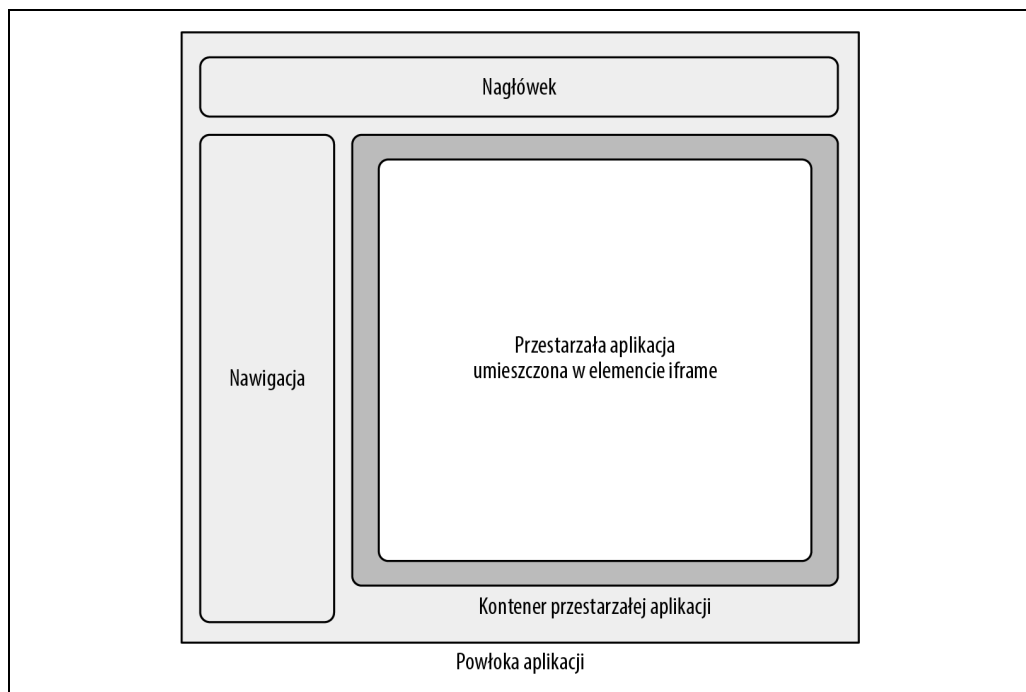 Nagłówek
Nawigacja
Przestarzała aplikacja
umieszczona w elemencie iframe
Kontener przestarzałej aplikacji
Powłoka aplikacji